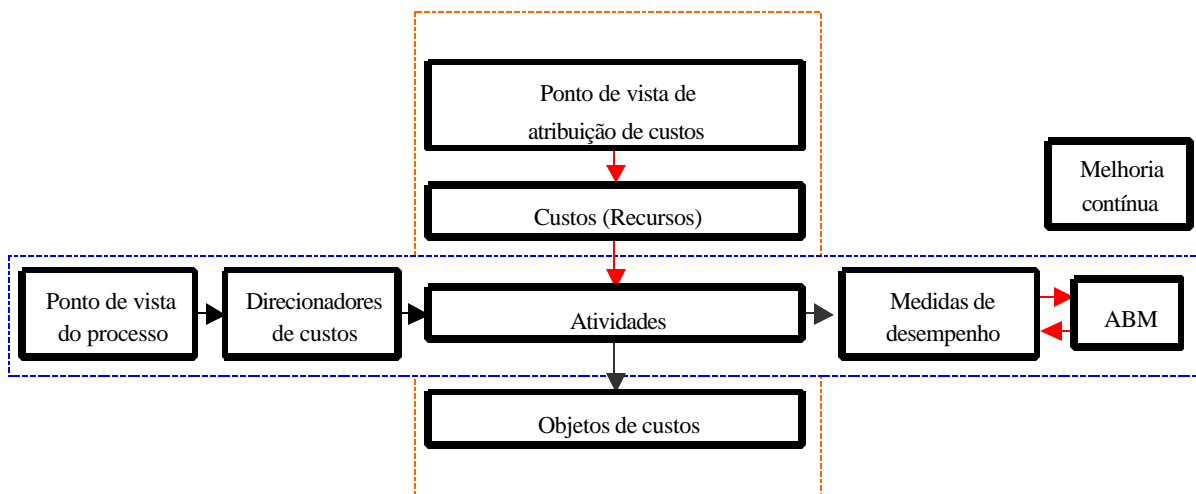 Ponto de vista de
atribuição de custos
Melhoria
contínua
Custos (Recursos)
Ponto de vista
do processo
Direcionadores
de custos
Atividades
Medidas de
desempenho
ABM
Objetos de custos